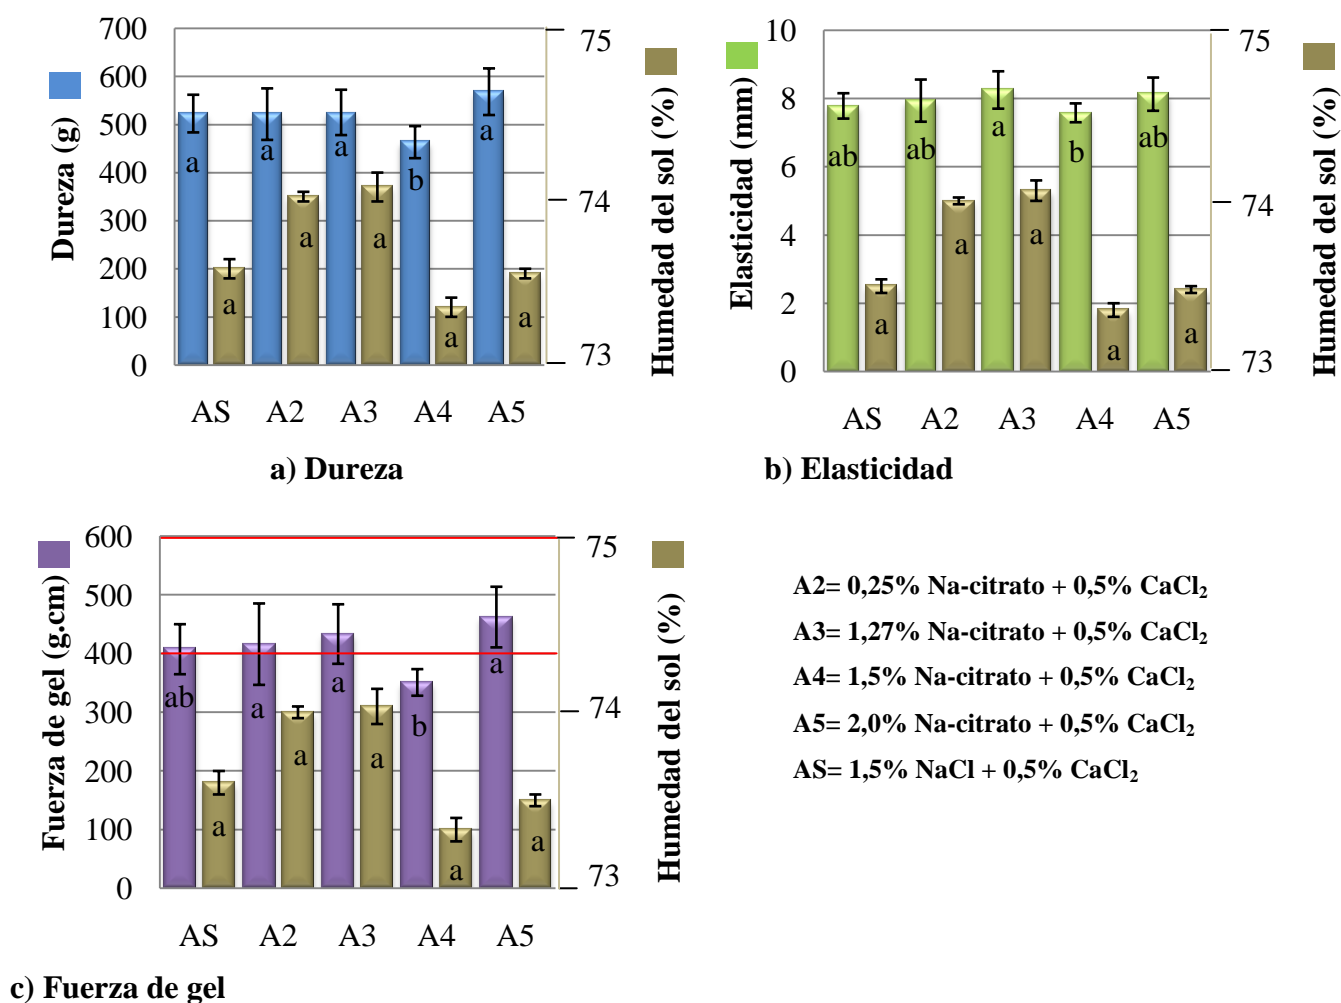 700
600
500
400
300
200
100
0
Dureza (g)
a a a b a
a a a a a
75
74
73
Humedad del sol (%)
AS A2 A3 A4 A5
a) Dureza
10
8
6
4
2
0
Elasticidad (mm)
ab ab a b ab
a a a a a
75
74
73
Humedad del sol (%)
AS A2 A3 A4 A5
b) Elasticidad
600
500
400
300
200
100
0
Fuerza de gel (g.cm)
ab a a b a
a a a a a
75
74
73
Humedad del sol (%)
AS A2 A3 A4 A5
c) Fuerza de gel
A2= 0,25% Na-citrato + 0,5% CaCl₂
A3= 1,27% Na-citrato + 0,5% CaCl₂
A4= 1,5% Na-citrato + 0,5% CaCl₂
A5= 2,0% Na-citrato + 0,5% CaCl₂
AS= 1,5% NaCl + 0,5% CaCl₂